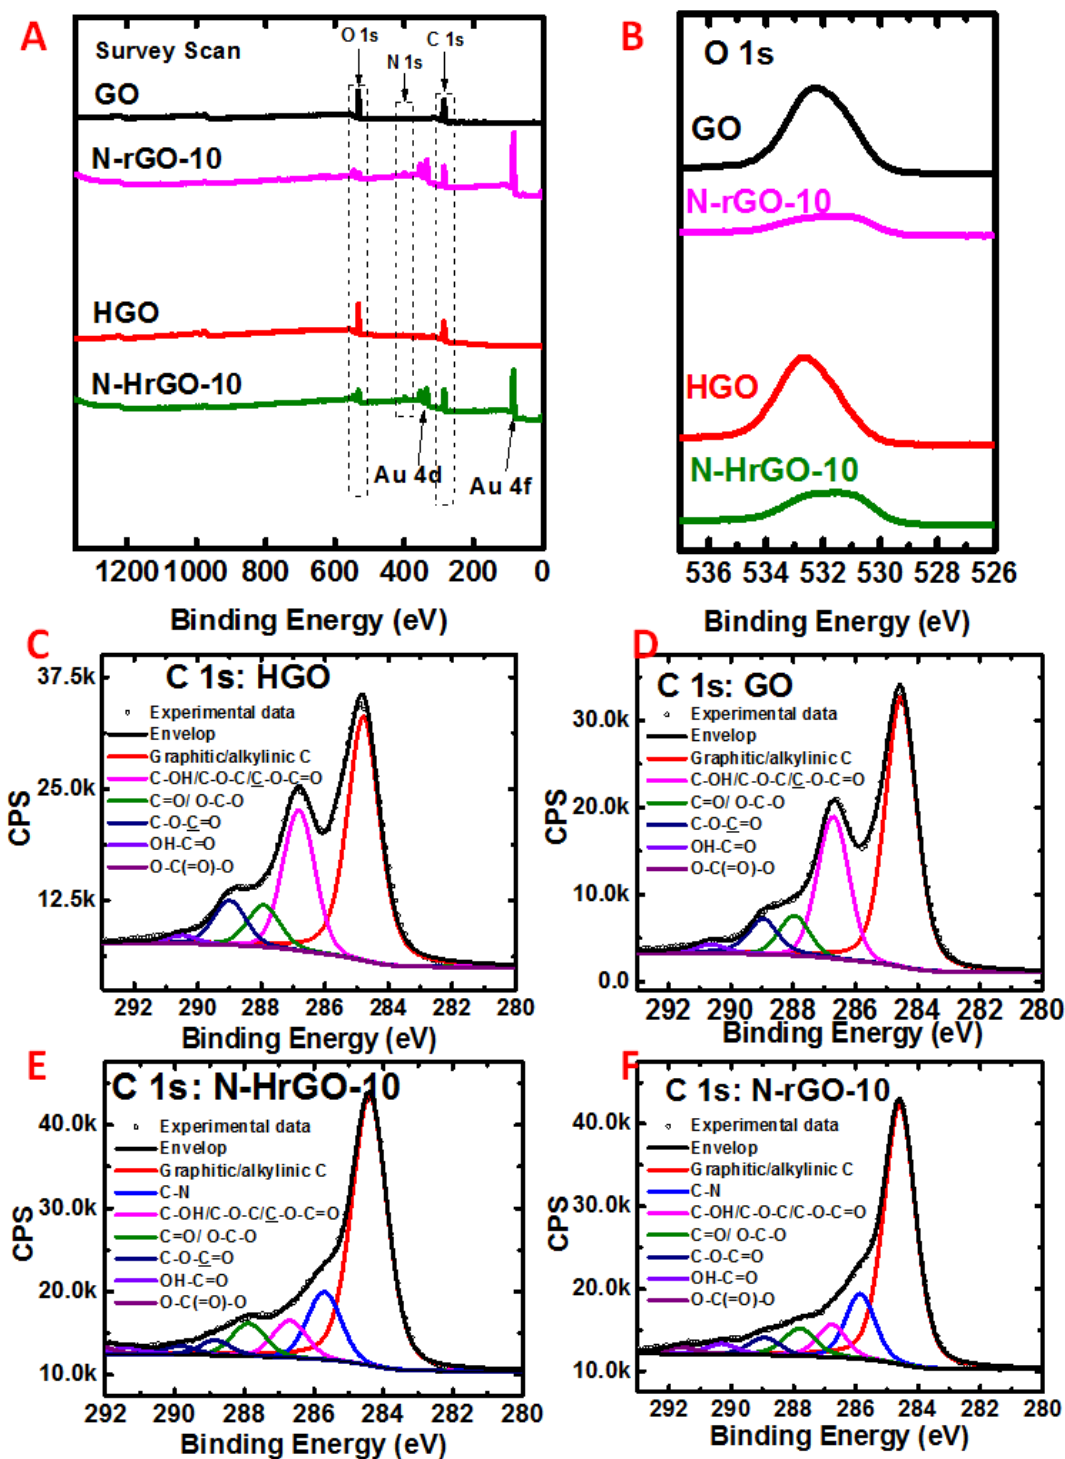 A
Survey Scan
O 1s
N 1s
C 1s
GO
N-rGO-10
HGO
N-HrGO-10
Au 4d
Au 4f
1200 1000 800 600 400 200 0
Binding Energy (eV)
B
O 1s
GO
N-rGO-10
HGO
N-HrGO-10
536 534 532 530 528 526
Binding Energy (eV)
C
C 1s: HGO
Experimental data
Envelop
Graphitic/alkylinic C
C-OH/C-O-C/C-O-C=O
C=O/ O-C-O
C-O-C=O
OH-C=O
O-C(=O)-O
37.5k
25.0k
12.5k
CPS
292 290 288 286 284 282 280
Binding Energy (eV)
D
C 1s: GO
Experimental data
Envelop
Graphitic/alkylinic C
C-OH/C-O-C/C-O-C=O
C=O/ O-C-O
C-O-C=O
OH-C=O
O-C(=O)-O
30.0k
20.0k
10.0k
0.0
CPS
292 290 288 286 284 282 280
Binding Energy (eV)
E
C 1s: N-HrGO-10
Experimental data
Envelop
Graphitic/alkylinic C
C-N
C-OH/C-O-C/C-O-C=O
C=O/ O-C-O
C-O-C=O
OH-C=O
O-C(=O)-O
40.0k
30.0k
20.0k
10.0k
CPS
292 290 288 286 284 282 280
Binding Energy (eV)
F
C 1s: N-rGO-10
Experimental data
Envelop
Graphitic/alkylinic C
C-N
C-OH/C-O-C/C-O-C=O
C=O/ O-C-O
C-O-C=O
OH-C=O
O-C(=O)-O
40.0k
30.0k
20.0k
10.0k
CPS
292 290 288 286 284 282 280
Binding Energy (eV)